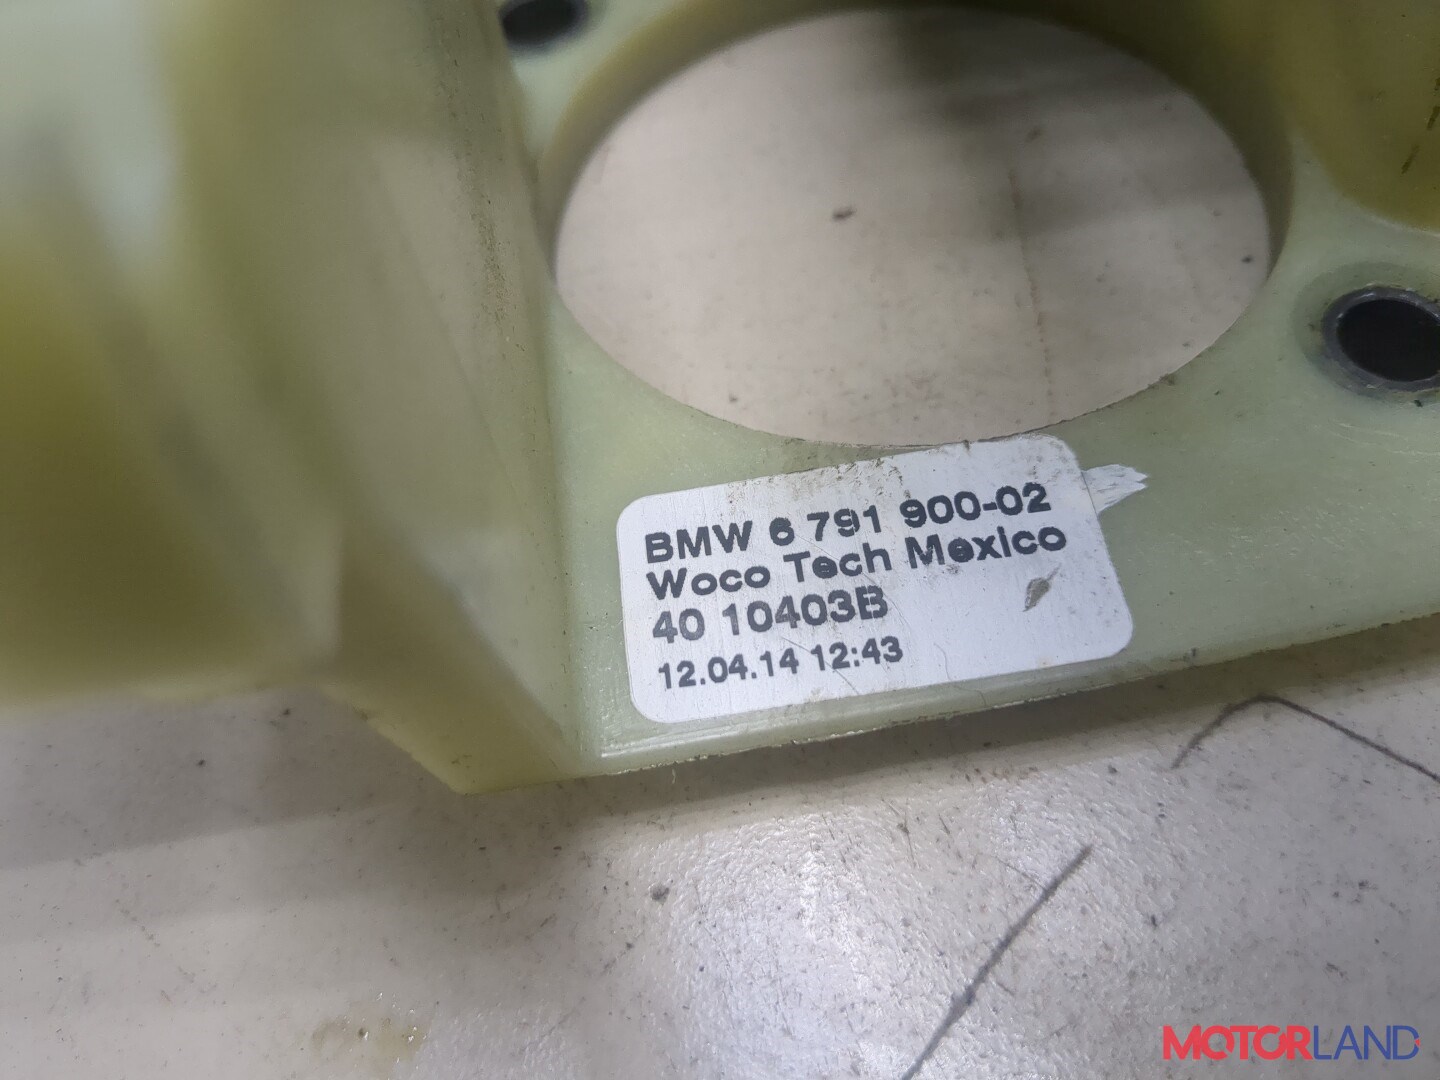 BMW 6 791 900-02
Woco Tech Mexico
40 10403B
12.04.14 12:43
MOTORLAND